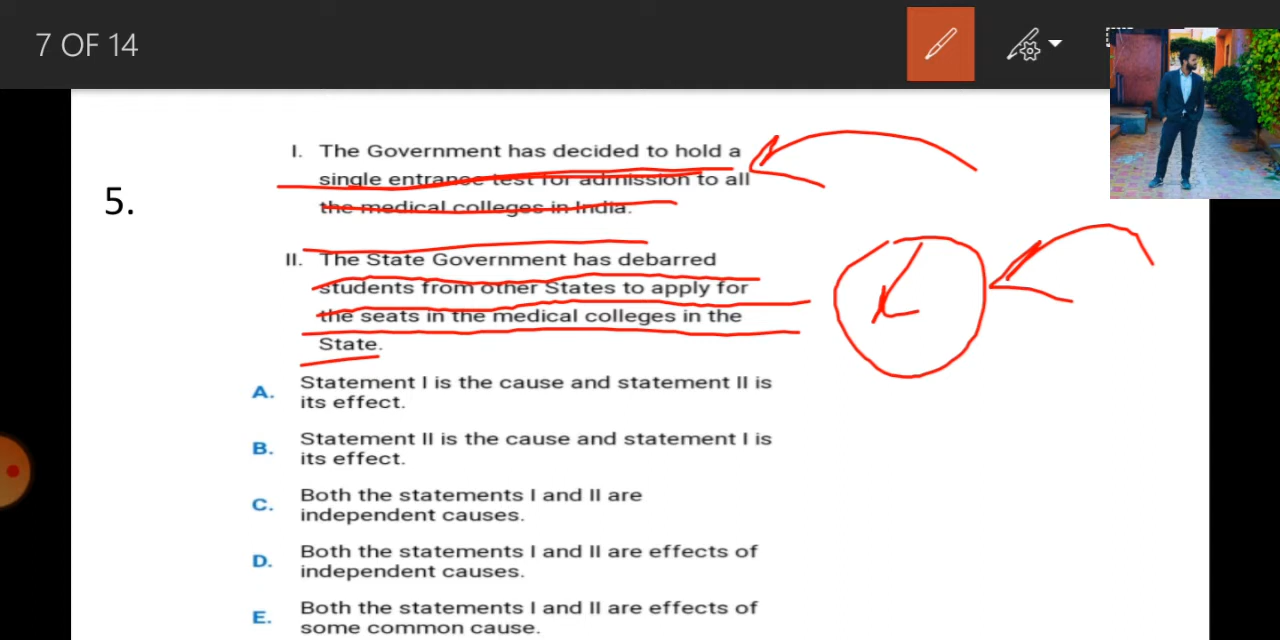 7 OF 14
5.
I. The Government has decided to hold a
single entrance test for admission to all
the medical colleges in India.
II. The State Government has debarred
students from other States to apply for
the seats in the medical colleges in the
State.
A. Statement I is the cause and statement II is
its effect.
B. Statement II is the cause and statement I is
its effect.
C. Both the statements I and II are
independent causes.
D. Both the statements I and II are effects of
independent causes.
E. Both the statements I and II are effects of
some common cause.